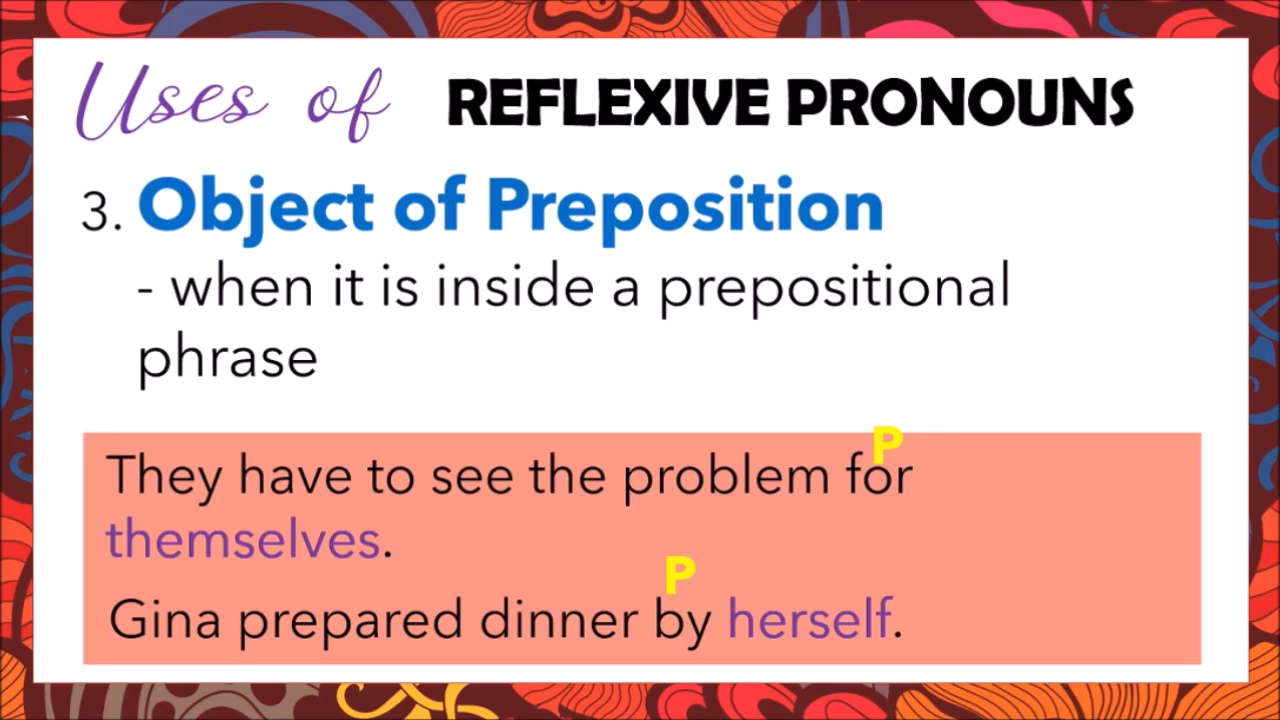 Uses of REFLEXIVE PRONOUNS
3. Object of Preposition
- when it is inside a prepositional
phrase
P
They have to see the problem for
themselves.
P
Gina prepared dinner by herself.